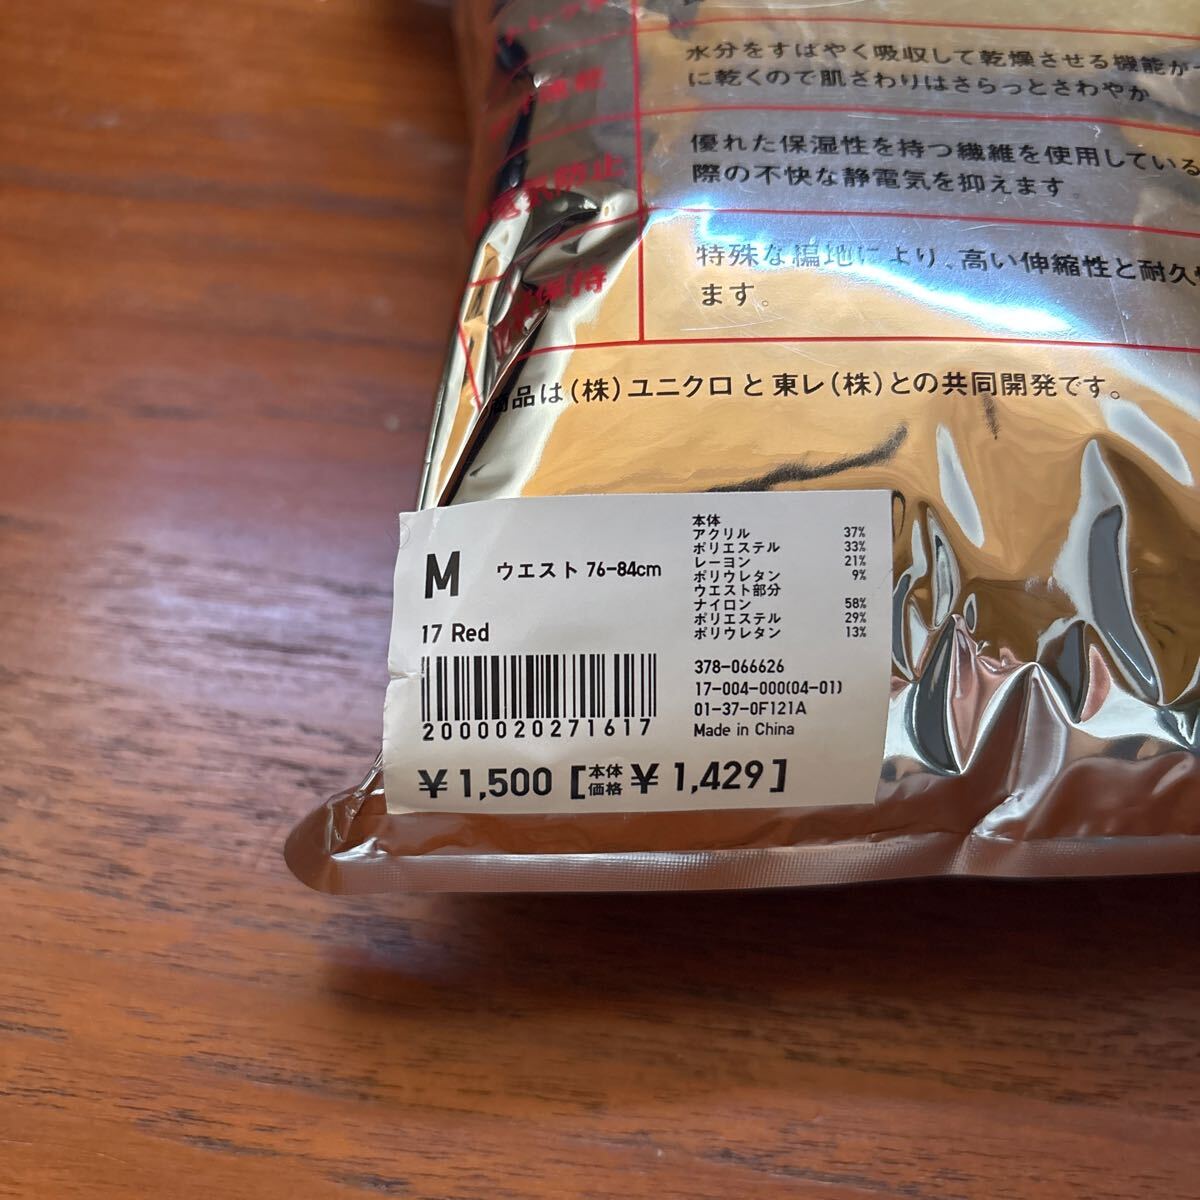 水分をすばやく吸収して乾燥させる機能が
に乾くので肌さわりはさらっとさわやか
防止
優れた保湿性を持つ繊維を使用している
際の不快な静電気を抑えます。
保持
特殊な編地により、高い伸縮性と耐久
ます。
商品は(株)ユニクロと東レ(株)との共同開発です。
M ウエスト 76-84cm
17 Red
2000020271617
¥1,500 [本体価格 ¥1,429]
本体
アクリル 37%
ポリエステル 33%
レーヨン 21%
ポリウレタン 9%
ウエスト部分
ナイロン 58%
ポリエステル 29%
ポリウレタン 13%
378-066626
17-004-000(04-01)
01-37-0F121A
Made in China